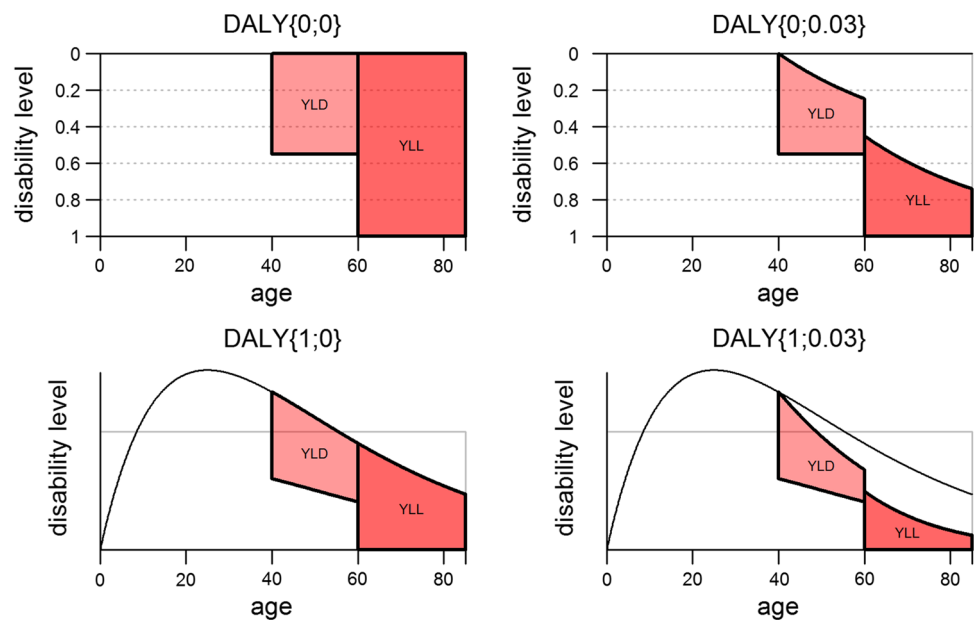 DALY{0;0}
disability level
0
0.2
0.4
0.6
0.8
1
YLD
YLL
0 20 40 60 80
age
DALY{0;0.03}
disability level
0
0.2
0.4
0.6
0.8
1
YLD
YLL
0 20 40 60 80
age
DALY{1;0}
disability level
YLD
YLL
0 20 40 60 80
age
DALY{1;0.03}
disability level
YLD
YLL
0 20 40 60 80
age